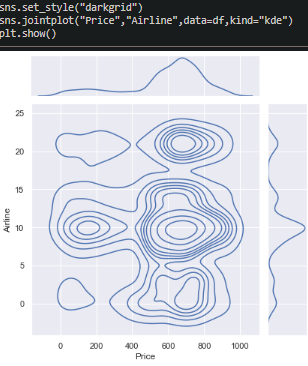 sns.set_style("darkgrid")
sns.jointplot("Price","Airline",data=df,kind="kde")
plt.show()
25
20
15
10
5
0
Airline
0 200 400 600 800 1000
Price